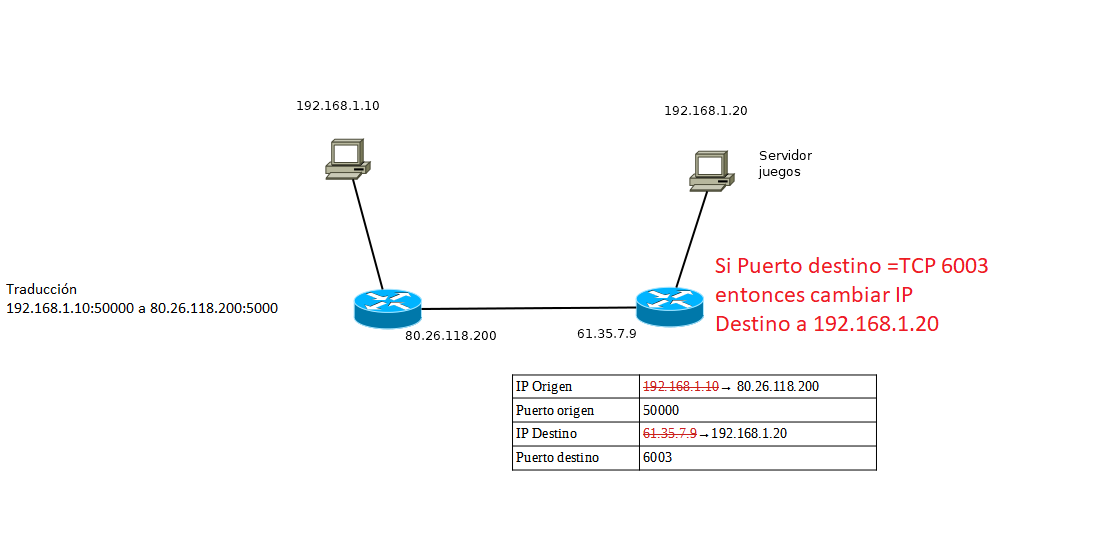 192.168.1.10
192.168.1.20
Servidor
juegos
Si Puerto destino =TCP 6003
entonces cambiar IP
Destino a 192.168.1.20
Traducción
192.168.1.10:50000 a 80.26.118.200:5000
80.26.118.200
61.35.7.9
IP Origen 192.168.1.10→ 80.26.118.200
Puerto origen 50000
IP Destino 61.35.7.9→192.168.1.20
Puerto destino 6003